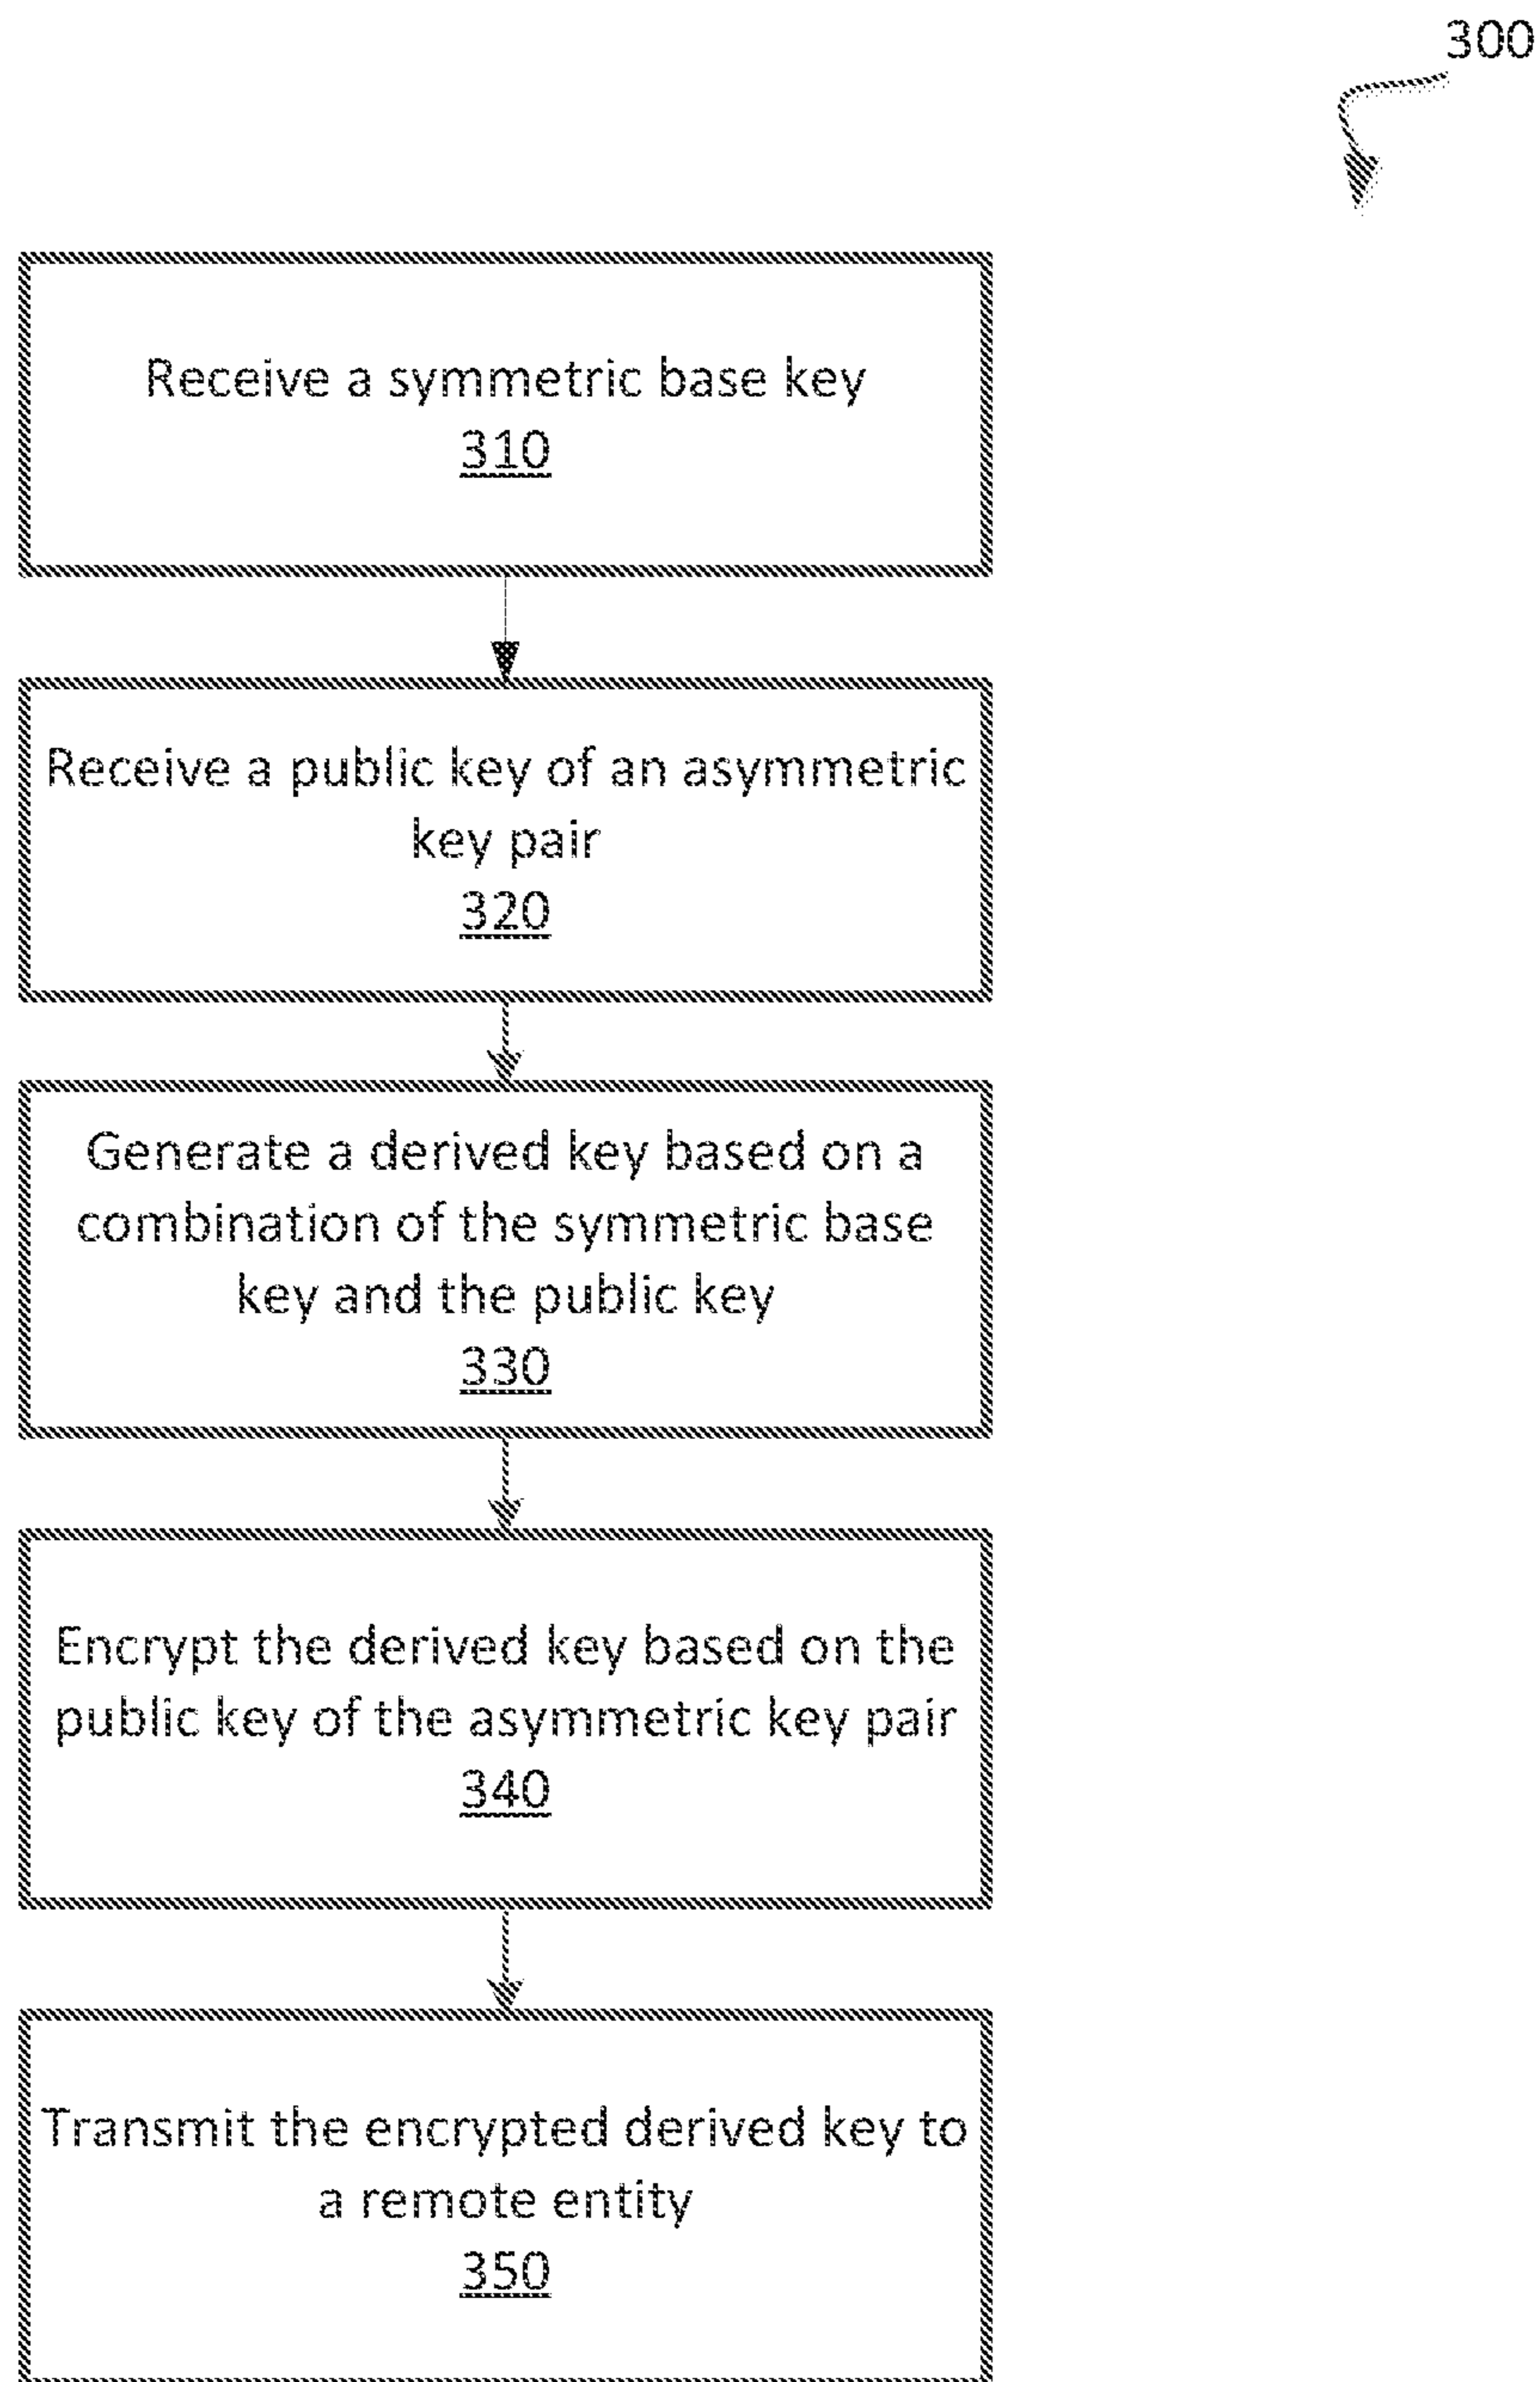 300
Receive a symmetric base key
310
Receive a public key of an asymmetric
key pair
320
Generate a derived key based on a
combination of the symmetric base
key and the public key
330
Encrypt the derived key based on the
public key of the asymmetric key pair
340
Transmit the encrypted derived key to
a remote entity
350